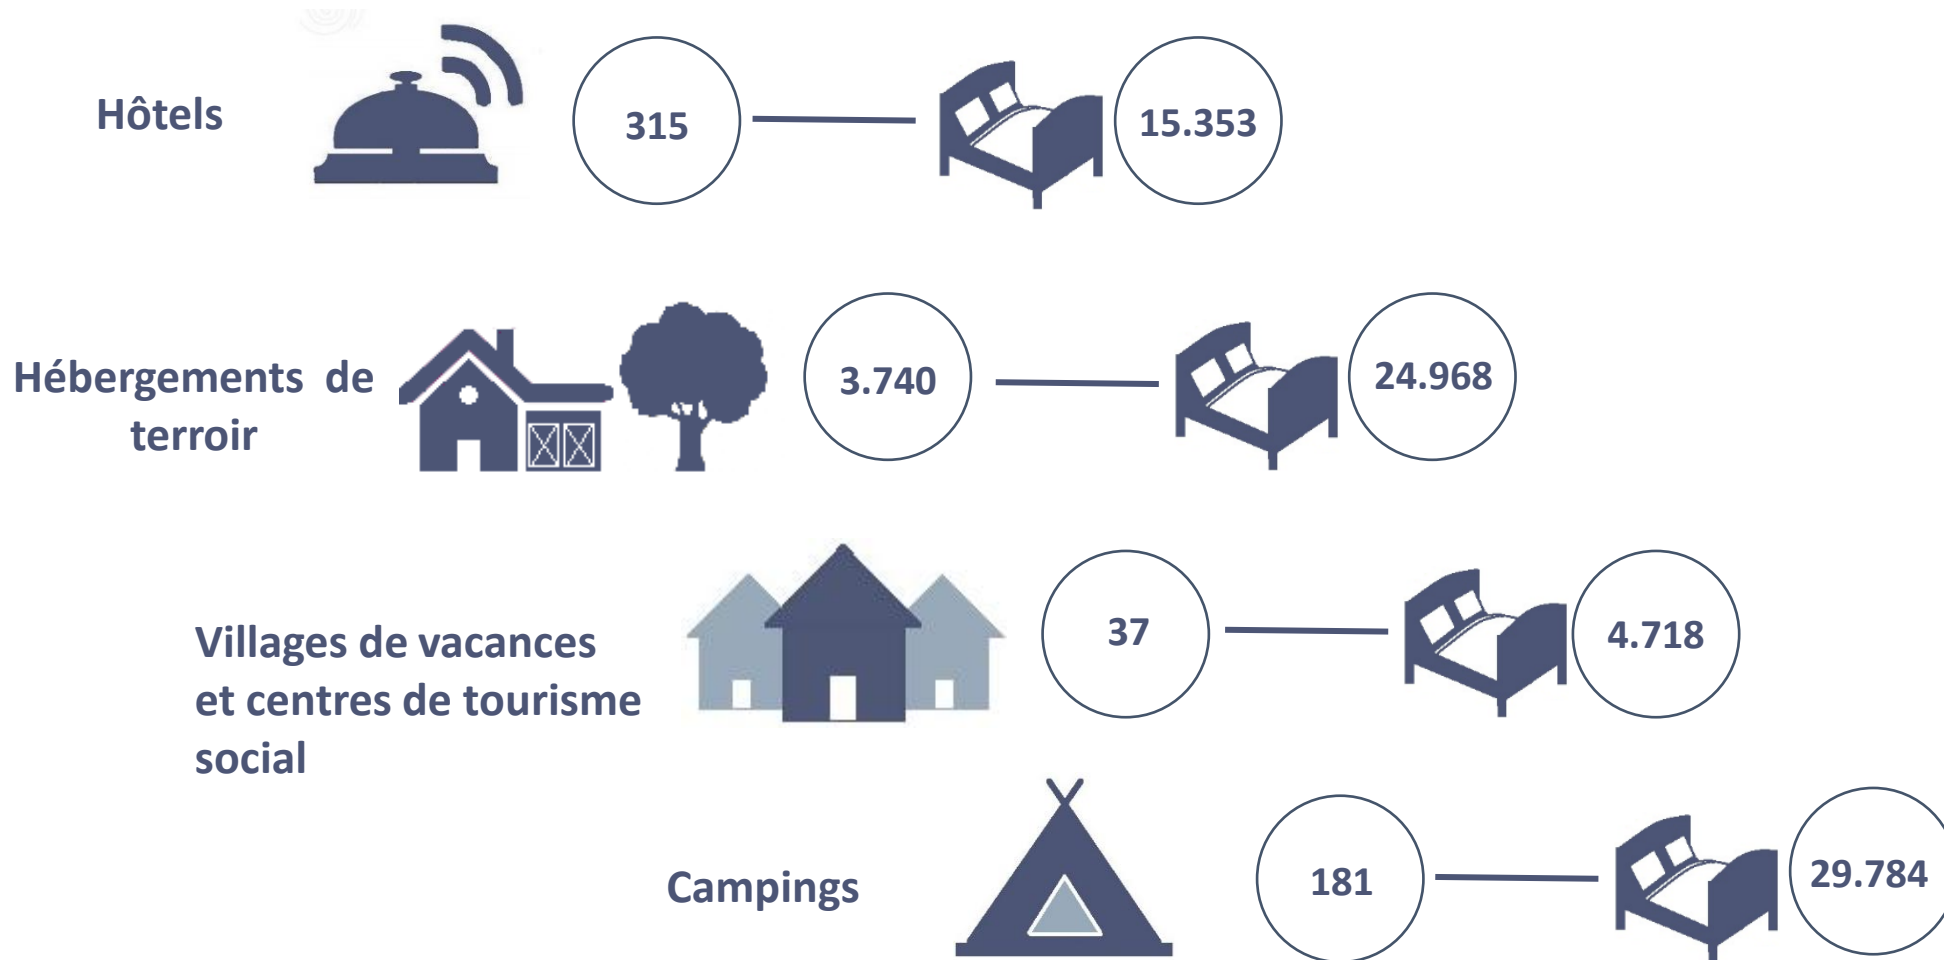 Hôtels
315
15.353
Hébergements de
terroir
3.740
24.968
Villages de vacances
et centres de tourisme
social
37
4.718
Campings
181
29.784